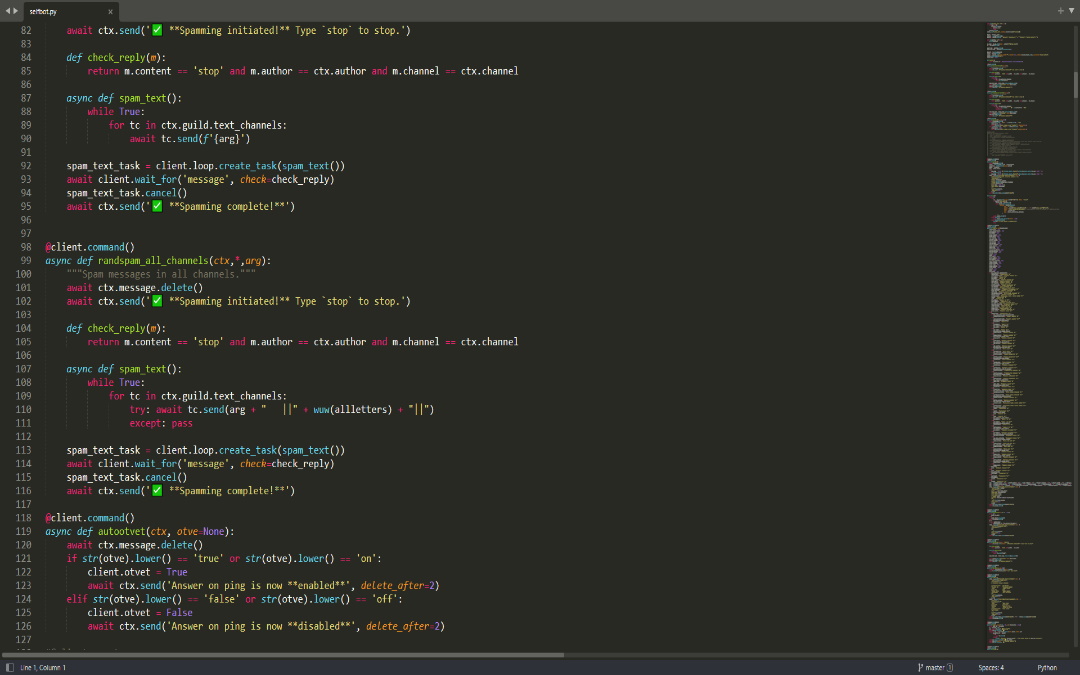 selfbot.py
82 await ctx.send('✅ **Spamming initiated!** Type `stop` to stop.')
83
84 def check_reply(m):
85 return m.content == 'stop' and m.author == ctx.author and m.channel == ctx.channel
86
87 async def spam_text():
88 while True:
89 for tc in ctx.guild.text_channels:
90 await tc.send(f'{arg}')
91
92 spam_text_task = client.loop.create_task(spam_text())
93 await client.wait_for('message', check=check_reply)
94 spam_text_task.cancel()
95 await ctx.send('✅ **Spamming complete!**')
96
97
98 @client.command()
99 async def randspam_all_channels(ctx,*,arg):
100 """Spam messages in all channels."""
101 await ctx.message.delete()
102 await ctx.send('✅ **Spamming initiated!** Type `stop` to stop.')
103
104 def check_reply(m):
105 return m.content == 'stop' and m.author == ctx.author and m.channel == ctx.channel
106
107 async def spam_text():
108 while True:
109 for tc in ctx.guild.text_channels:
110 try: await tc.send(arg + "   ||" + wuw(allletters) + "||")
111 except: pass
112
113 spam_text_task = client.loop.create_task(spam_text())
114 await client.wait_for('message', check=check_reply)
115 spam_text_task.cancel()
116 await ctx.send('✅ **Spamming complete!**')
117
118 @client.command()
119 async def autootvet(ctx, otve=None):
120 await ctx.message.delete()
121 if str(otve).lower() == 'true' or str(otve).lower() == 'on':
122 client.otvet = True
123 await ctx.send('Answer on ping is now **enabled**', delete_after=2)
124 elif str(otve).lower() == 'false' or str(otve).lower() == 'off':
125 client.otvet = False
126 await ctx.send('Answer on ping is now **disabled**', delete_after=2)
127
Line 1, Column 1
master
Spaces: 4
Python